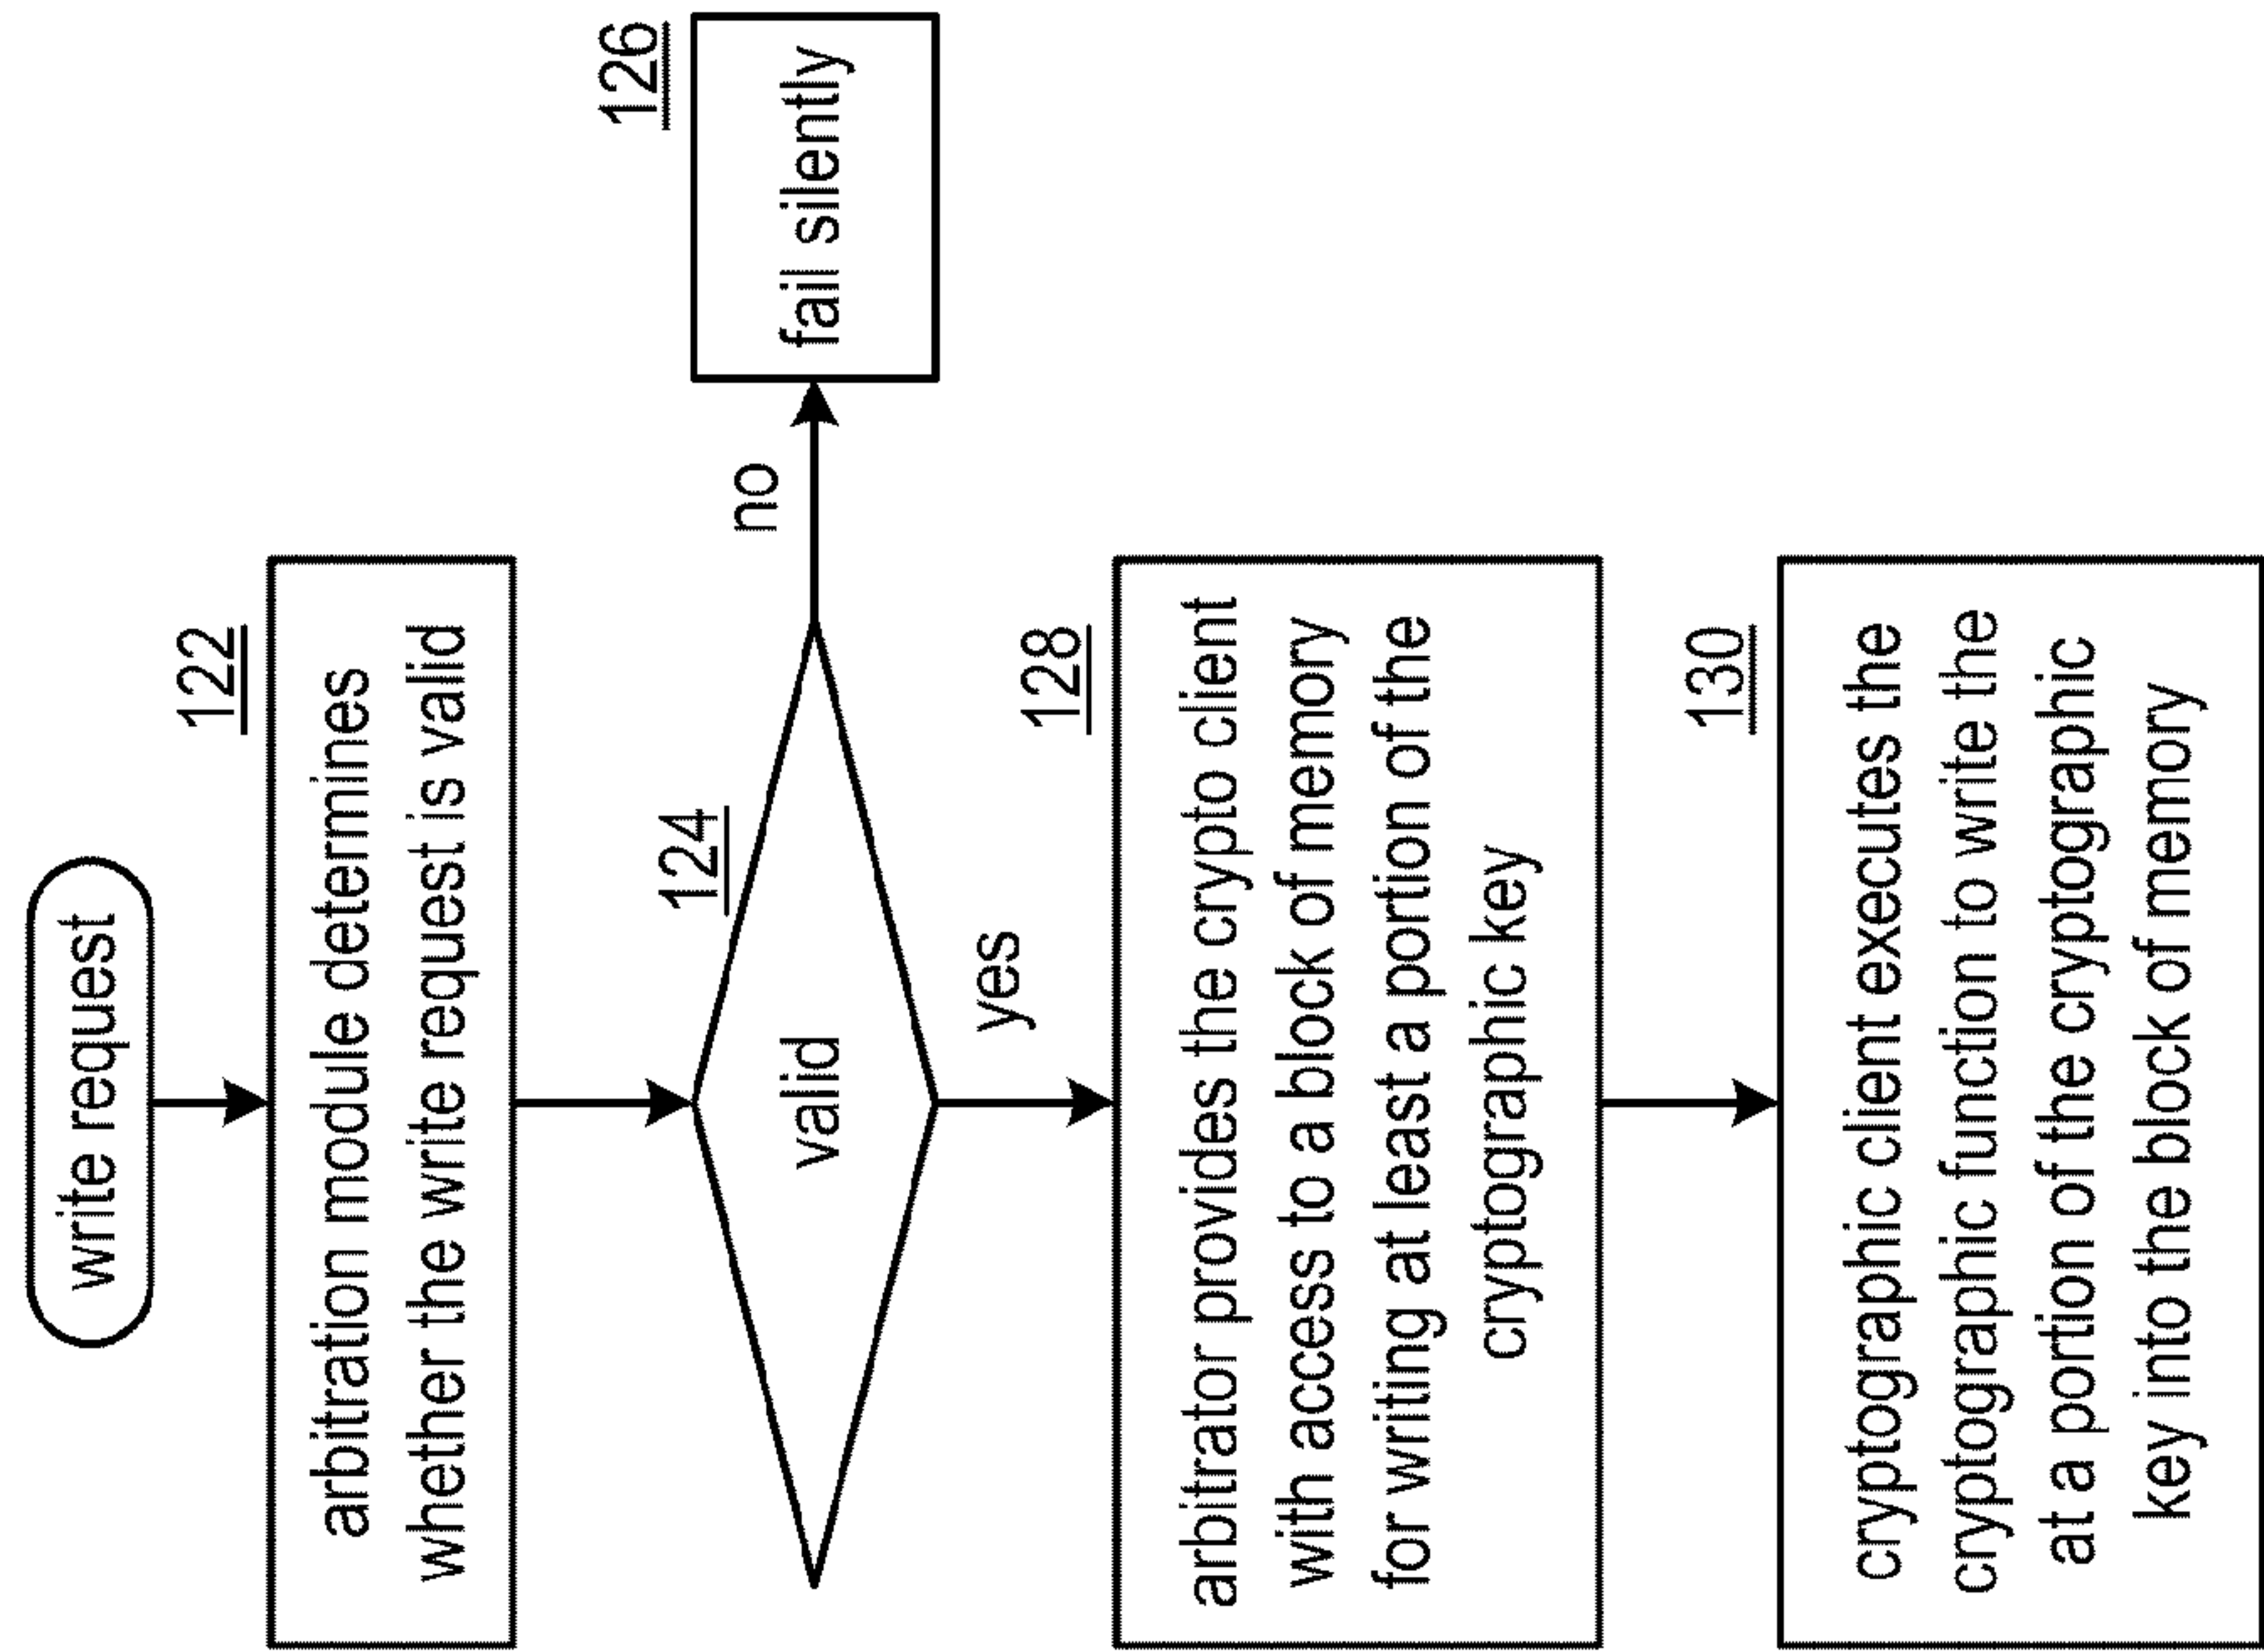 write request
122
arbitration module determines
whether the write request is valid
124
valid
no
126
fail silently
yes
128
arbitrator provides the crypto client
with access to a block of memory
for writing at least a portion of the
cryptographic key
130
cryptographic client executes the
cryptographic function to write the
at a portion of the cryptographic
key into the block of memory